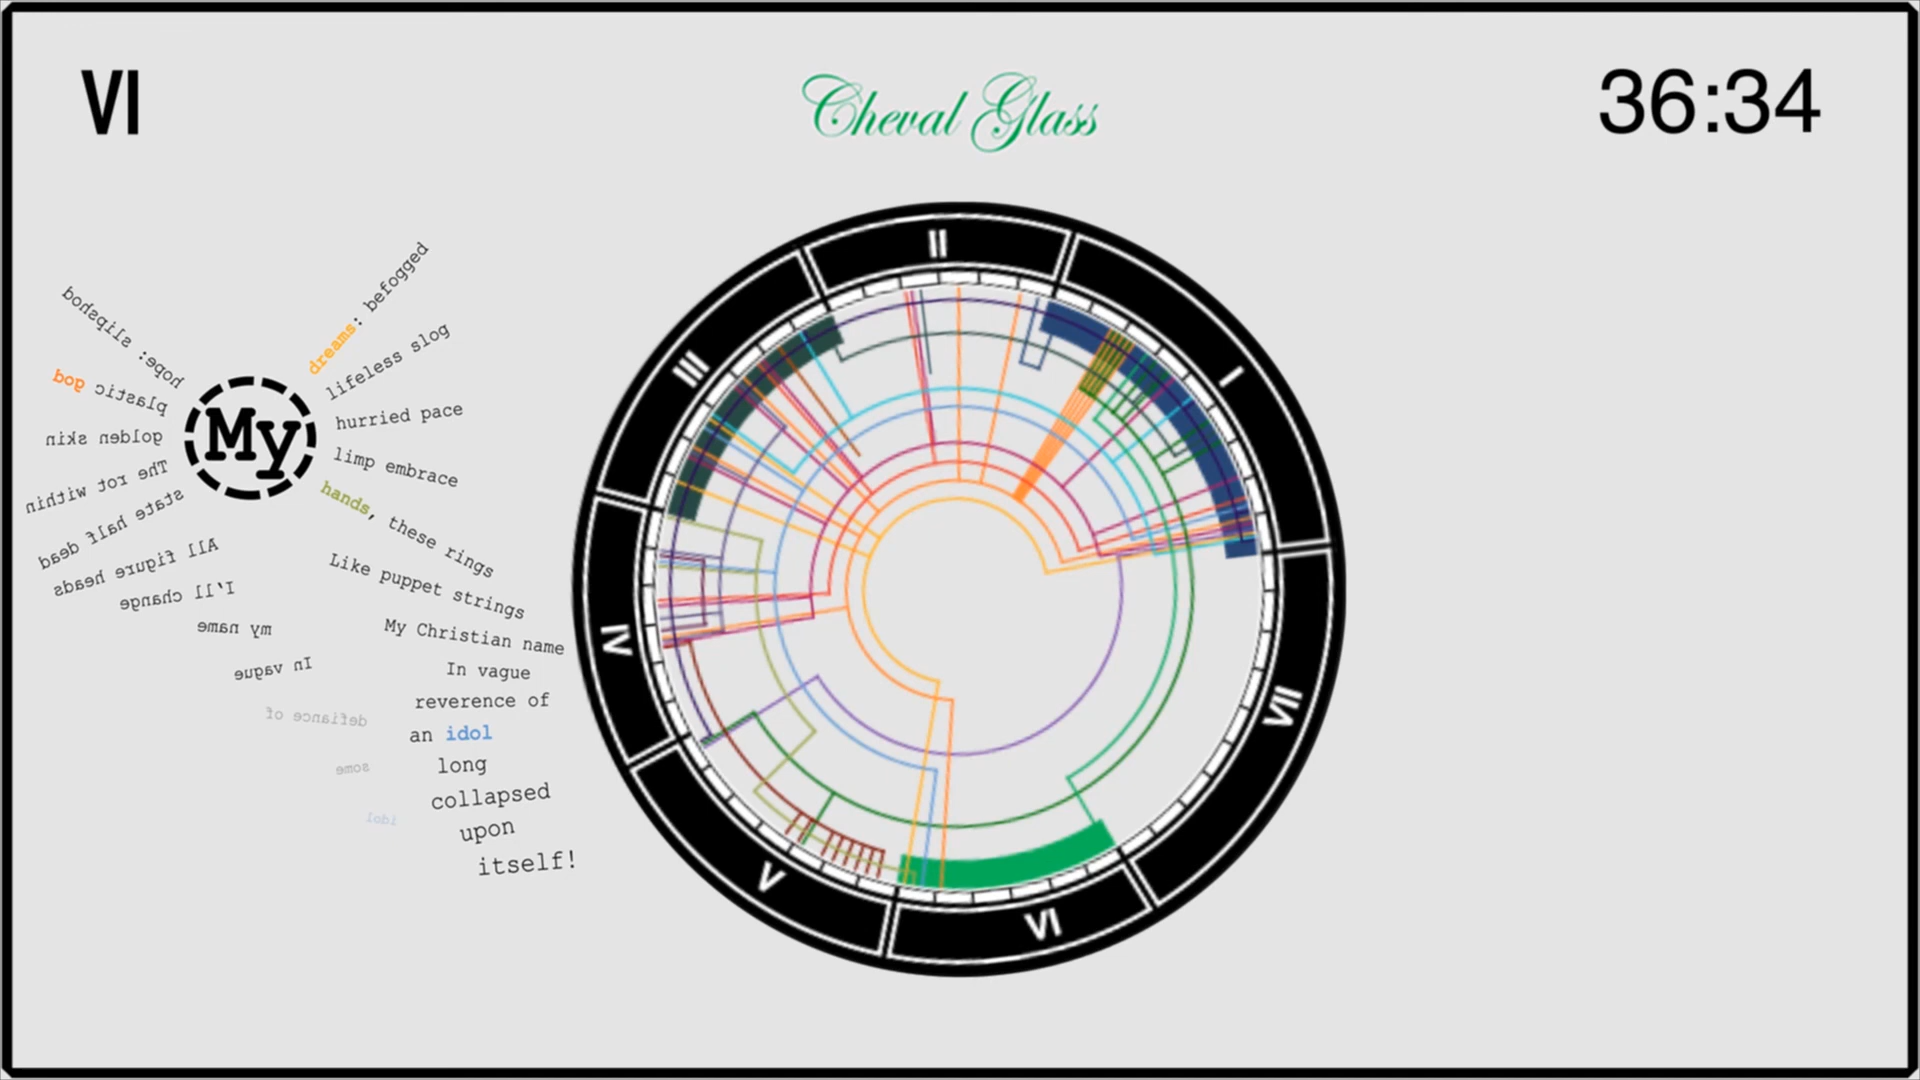 VI
Cheval Glass
36:34
My
dreams: befogged
lifeless slog
hurried pace
limp embrace
hands, these rings
Like puppet strings
My Christian name
In vague
reverence of
an idol
long
collapsed
upon
itself!
hope: slipshod
plastic god
golden skin
The rot within
state half dead
All figure heads
I'll change
my name
In vague
defiance of
some
idol
I
II
III
IV
V
VI
VII